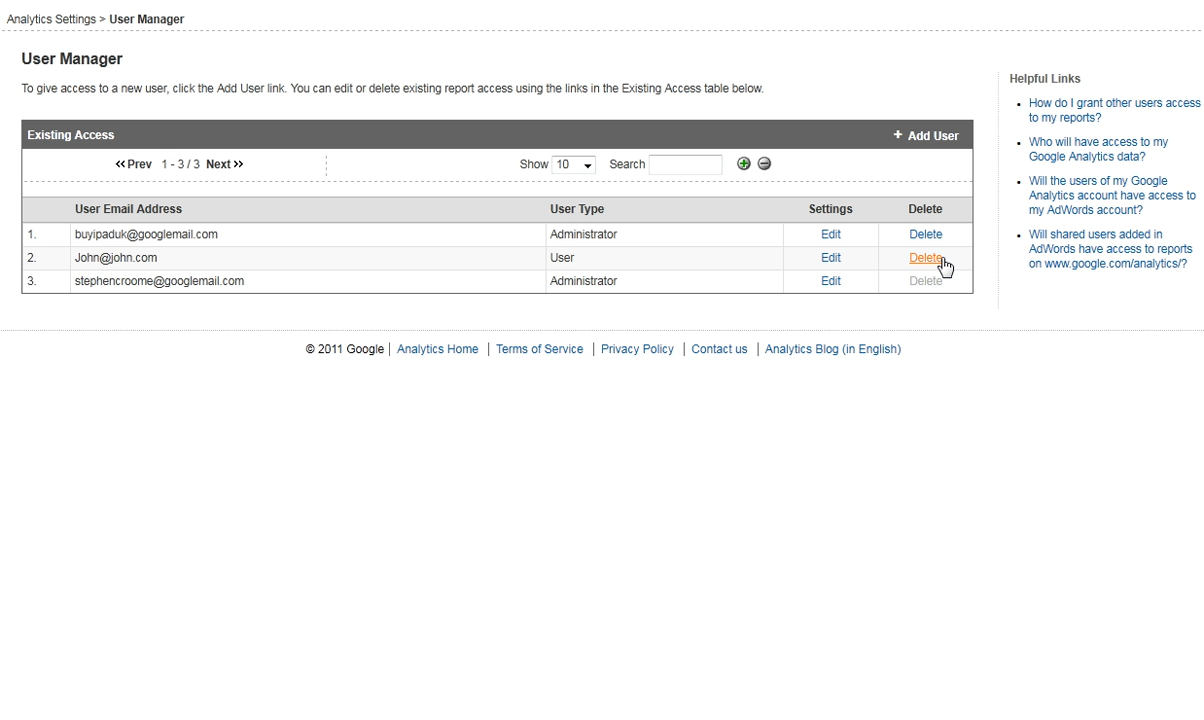 Analytics Settings > User Manager
User Manager
To give access to a new user, click the Add User link. You can edit or delete existing report access using the links in the Existing Access table below.
Existing Access + Add User
Prev 1 - 3 / 3 Next Show 10 Search
User Email Address User Type Settings Delete
1. buyipaduk@googlemail.com Administrator Edit Delete
2. John@john.com User Edit Delete
3. stephencroome@googlemail.com Administrator Edit Delete
Helpful Links
How do I grant other users access
to my reports?
Who will have access to my
Google Analytics data?
Will the users of my Google
Analytics account have access to
my AdWords account?
Will shared users added in
AdWords have access to reports
on www.google.com/analytics/?
© 2011 Google | Analytics Home | Terms of Service | Privacy Policy | Contact us | Analytics Blog (in English)